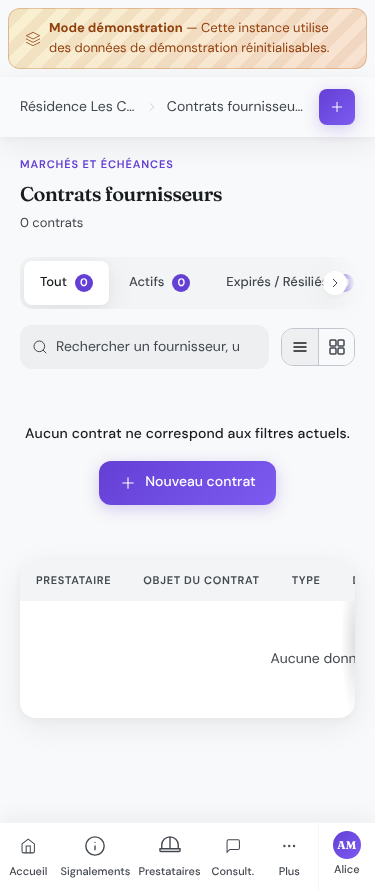 Mode démonstration — Cette instance utilise
des données de démonstration réinitialisables.
Résidence Les C... Contrats fournisseu...
MARCHÉS ET ÉCHÉANCES
Contrats fournisseurs
0 contrats
Tout 0 Actifs 0 Expirés / Résiliés
Rechercher un fournisseur, u
Aucun contrat ne correspond aux filtres actuels.
Nouveau contrat
PRESTATAIRE OBJET DU CONTRAT TYPE
Aucune donn
AM
Accueil Signalements Prestataires Consult. Plus Alice